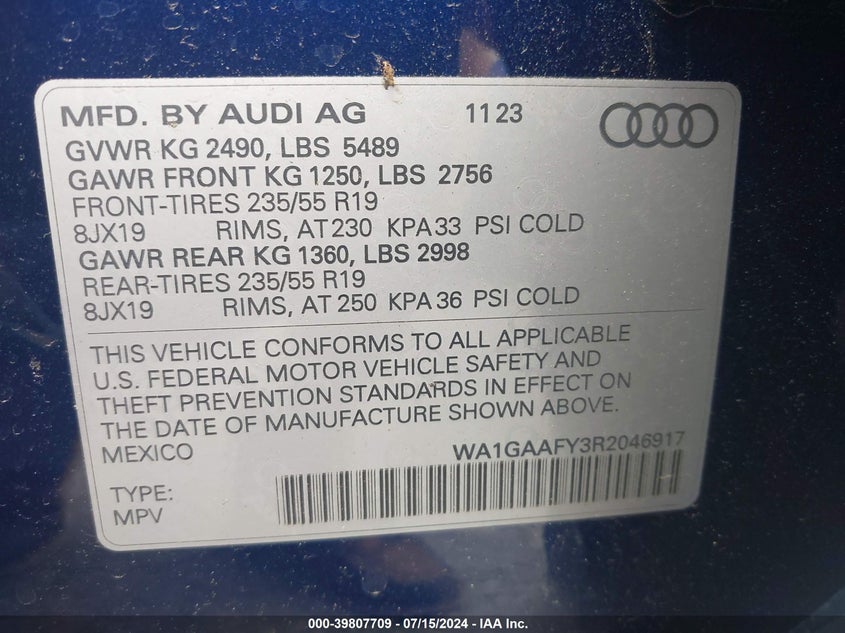 MFD. BY AUDI AG 11 23
GVWR KG 2490, LBS 5489
GAWR FRONT KG 1250, LBS 2756
FRONT-TIRES 235/55 R19
8JX19 RIMS, AT 230 KPA 33 PSI COLD
GAWR REAR KG 1360, LBS 2998
REAR-TIRES 235/55 R19
8JX19 RIMS, AT 250 KPA 36 PSI COLD
THIS VEHICLE CONFORMS TO ALL APPLICABLE
U.S. FEDERAL MOTOR VEHICLE SAFETY AND
THEFT PREVENTION STANDARDS IN EFFECT ON
THE DATE OF MANUFACTURE SHOWN ABOVE.
MEXICO WA1GAAFY3R2046917
TYPE:
MPV
000-39807709 - 07/15/2024 - IAA Inc.